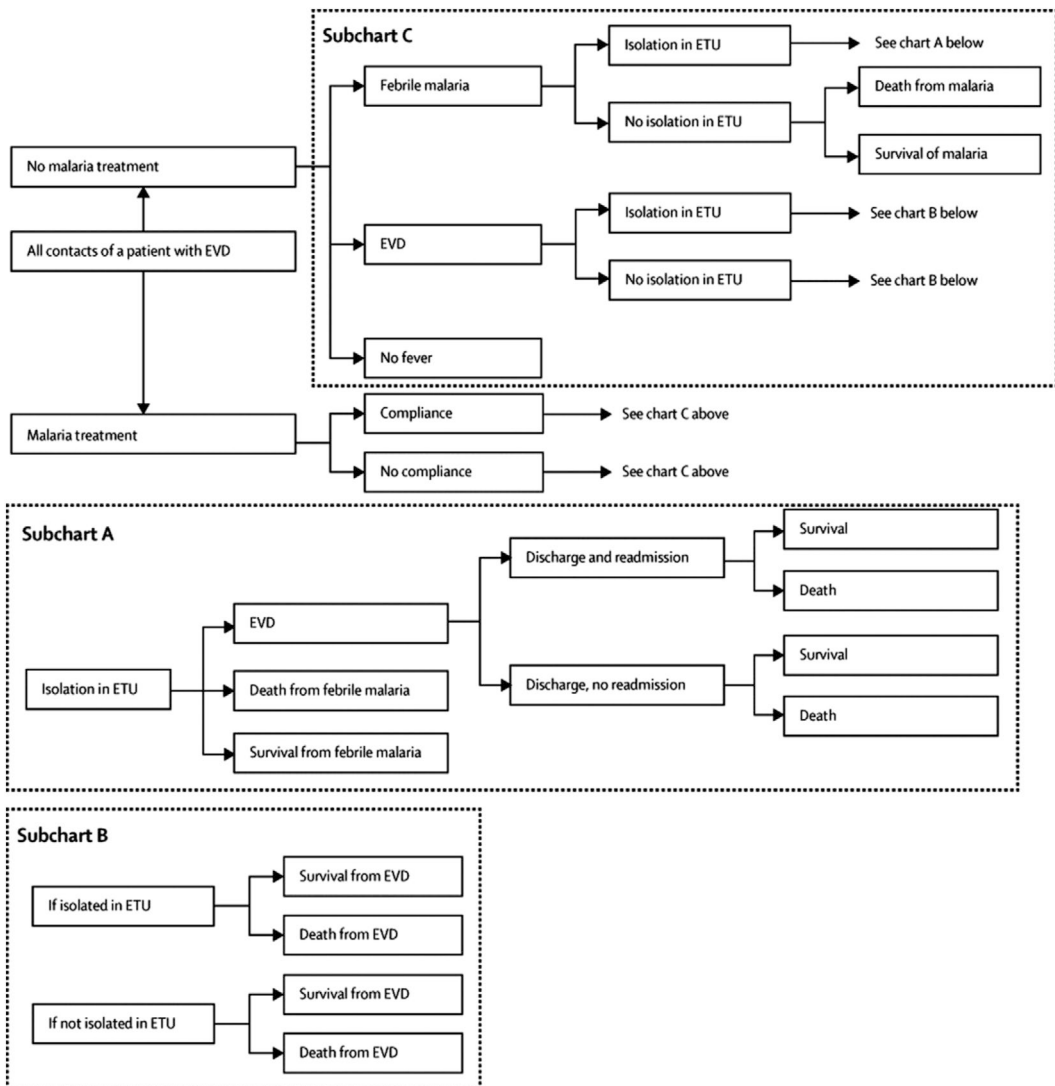 Subchart C
Isolation in ETU
See chart A below
Febrile malaria
Death from malaria
No isolation in ETU
No malaria treatment
Survival of malaria
Isolation in ETU
See chart B below
All contacts of a patient with EVD
EVD
No isolation in ETU
See chart B below
No fever
Compliance
See chart C above
Malaria treatment
No compliance
See chart C above
Subchart A
Survival
Discharge and readmission
Death
EVD
Survival
Isolation in ETU
Death from febrile malaria
Discharge, no readmission
Death
Survival from febrile malaria
Subchart B
Survival from EVD
If isolated in ETU
Death from EVD
Survival from EVD
If not isolated in ETU
Death from EVD